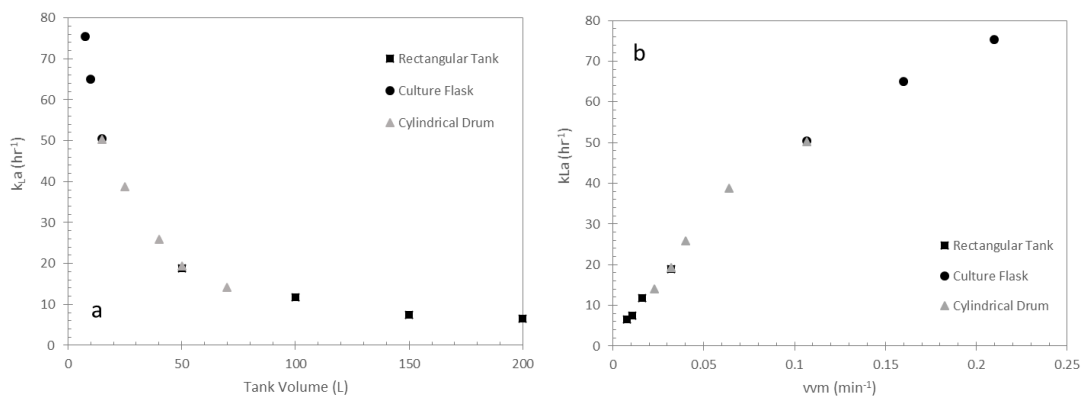 80
70
60
50
40
30
20
10
0
kLa (hr-1)
0 50 100 150 200
Tank Volume (L)
Rectangular Tank
Culture Flask
Cylindrical Drum
a
80
70
60
50
40
30
20
10
0
kLa (hr-1)
0 0.05 0.1 0.15 0.2 0.25
vvm (min-1)
b
Rectangular Tank
Culture Flask
Cylindrical Drum